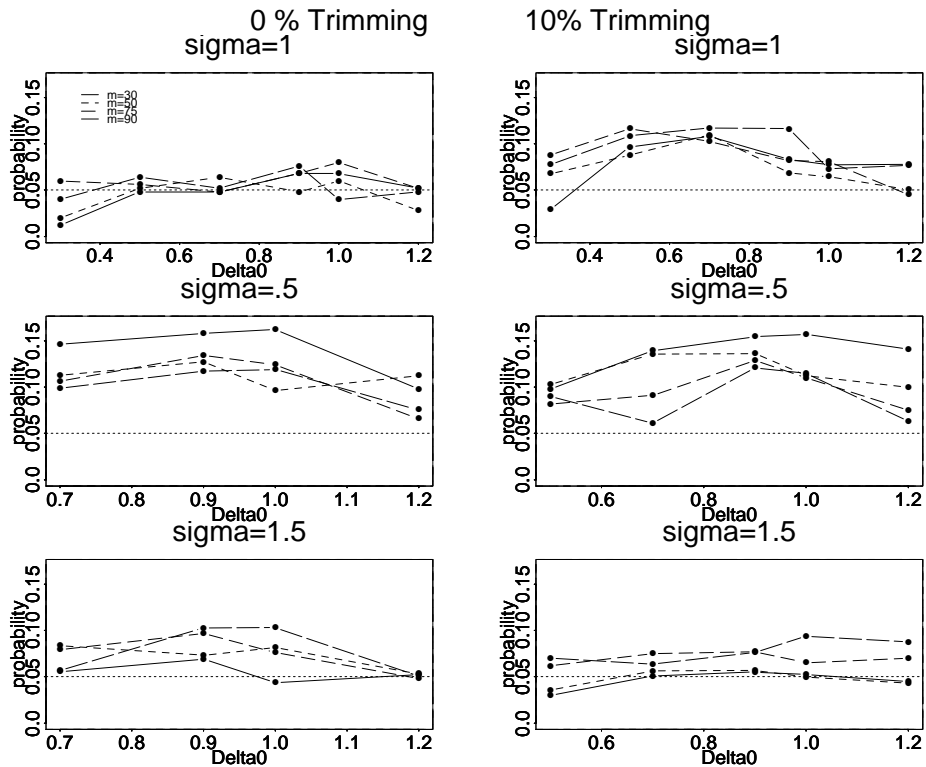 0 % Trimming
10% Trimming
sigma=1
probability
0.0 0.05 0.10 0.15
m=30
m=50
m=75
m=90
0.4 0.6 0.8 1.0 1.2
Delta0
sigma=1
probability
0.0 0.05 0.10 0.15
0.4 0.6 0.8 1.0 1.2
Delta0
sigma=.5
probability
0.0 0.05 0.10 0.15
0.7 0.8 0.9 1.0 1.1 1.2
Delta0
sigma=.5
probability
0.0 0.05 0.10 0.15
0.6 0.8 1.0 1.2
Delta0
sigma=1.5
probability
0.0 0.05 0.10 0.15
0.7 0.8 0.9 1.0 1.1 1.2
Delta0
sigma=1.5
probability
0.0 0.05 0.10 0.15
0.6 0.8 1.0 1.2
Delta0